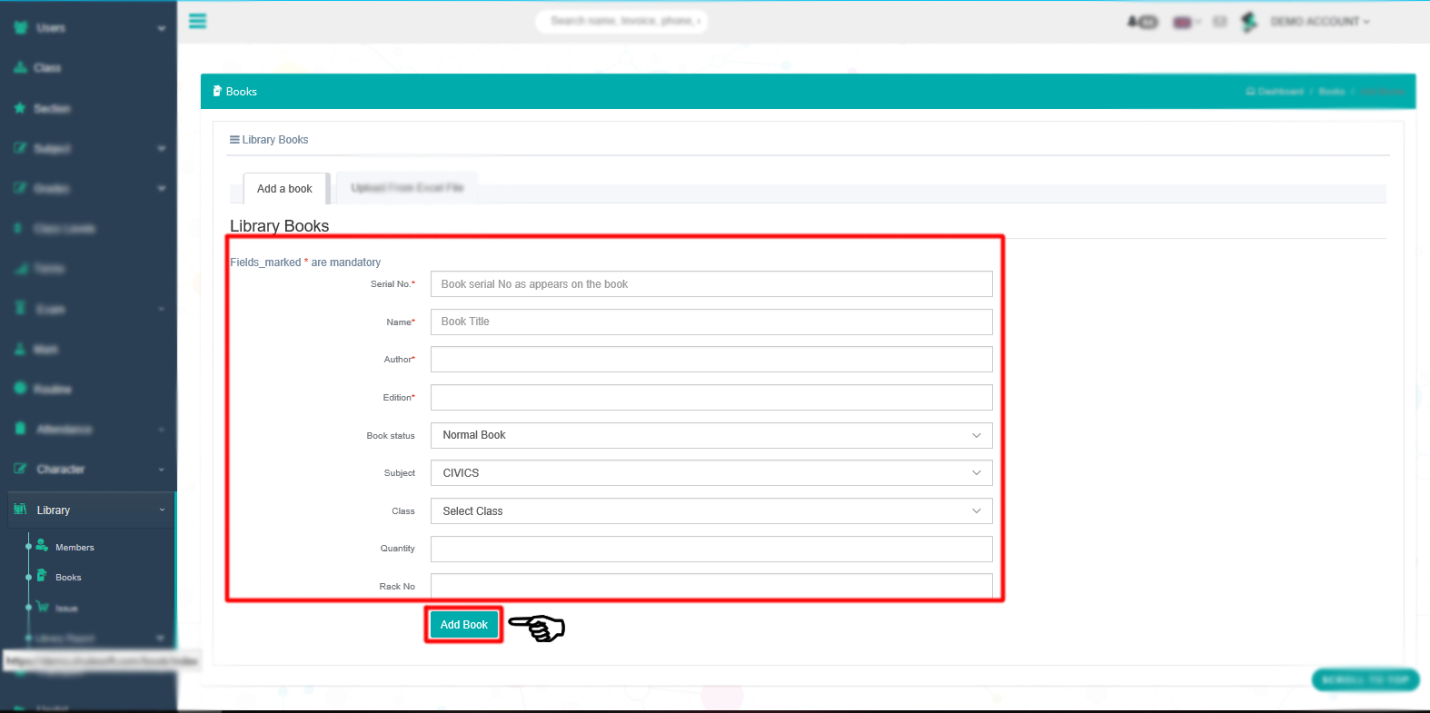 Users
Search name, Invoice, phone,
DEMO ACCOUNT
Class
Section
Books
Dashboard / Books /
Subject
Library Books
Grades
Add a book
Upload From Excel File
Class Levels
Library Books
Terms
Fields_marked * are mandatory
Serial No.* Book serial No as appears on the book
Exam
Name* Book Title
Mark
Author*
Routine
Edition*
Attendance
Book status Normal Book
Character
Subject CIVICS
Library
Class Select Class
Members
Quantity
Books
Rack No
Issue
Add Book
Library Report
SCROLL TO TOP